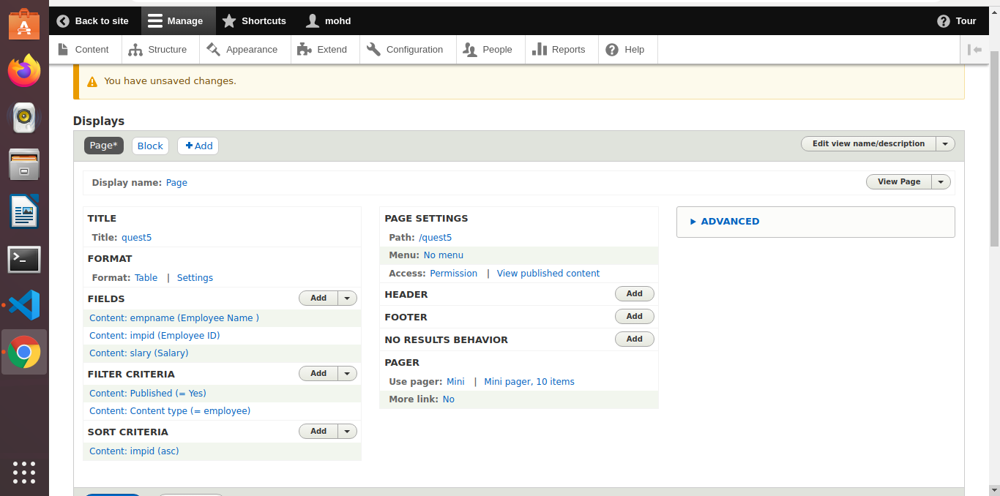 Back to site Manage Shortcuts mohd Tour
Content Structure Appearance Extend Configuration People Reports Help
You have unsaved changes.
Displays
Page* Block + Add Edit view name/description
Display name: Page View Page
TITLE
Title: quest5
FORMAT
Format: Table | Settings
FIELDS Add
Content: empname (Employee Name )
Content: impid (Employee ID)
Content: slary (Salary)
FILTER CRITERIA Add
Content: Published (= Yes)
Content: Content type (= employee)
SORT CRITERIA Add
Content: impid (asc)
PAGE SETTINGS
Path: /quest5
Menu: No menu
Access: Permission | View published content
HEADER Add
FOOTER Add
NO RESULTS BEHAVIOR Add
PAGER
Use pager: Mini | Mini pager, 10 items
More link: No
ADVANCED